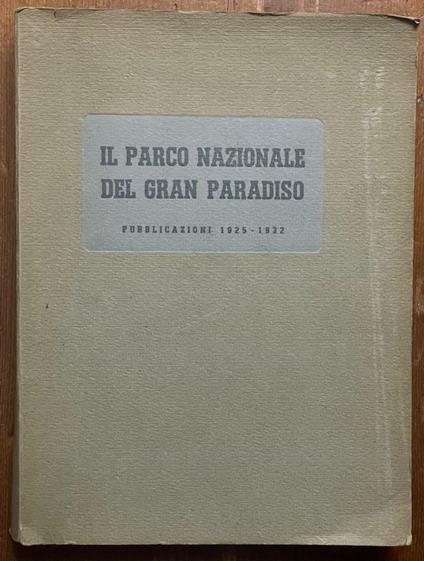 IL PARCO NAZIONALE
DEL GRAN PARADISO
PUBBLICAZIONI 1925-1932